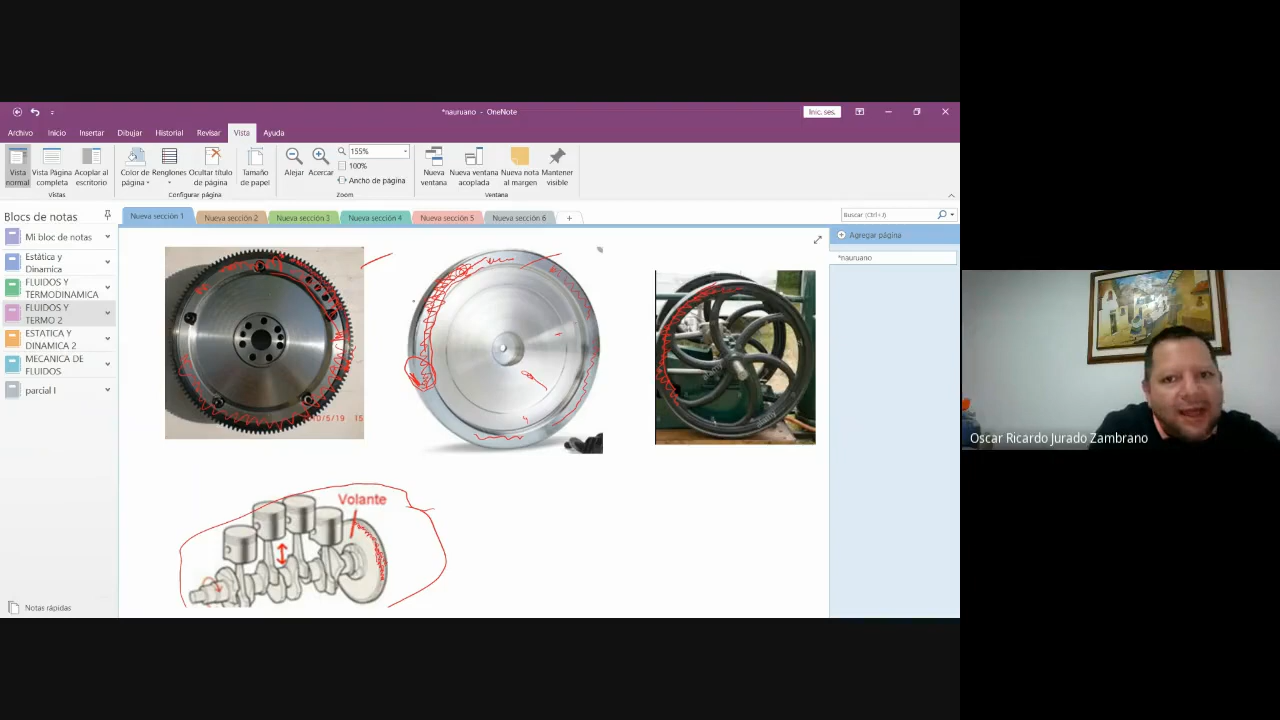 *nauruano - OneNote
Inic. ses.
Archivo Inicio Insertar Dibujar Historial Revisar Vista Ayuda
Vista normal
Vista Página completa
Acoplar al escritorio
Vistas
Color de página
Renglones
Ocultar título de página
Configurar página
Tamaño de papel
Alejar
Acercar
155%
100%
Ancho de página
Zoom
Nueva ventana
Nueva ventana acoplada
Nueva nota al margen
Mantener visible
Ventana
Blocs de notas
Nueva sección 1 Nueva sección 2 Nueva sección 3 Nueva sección 4 Nueva sección 5 Nueva sección 6 +
Buscar (Ctrl+J)
Agregar página
*nauruano
Mi bloc de notas
Estática y Dinamica
FLUIDOS Y TERMODINAMICA
FLUIDOS Y TERMO 2
ESTATICA Y DINAMICA 2
MECANICA DE FLUIDOS
parcial I
Notas rápidas
Volante
Oscar Ricardo Jurado Zambrano